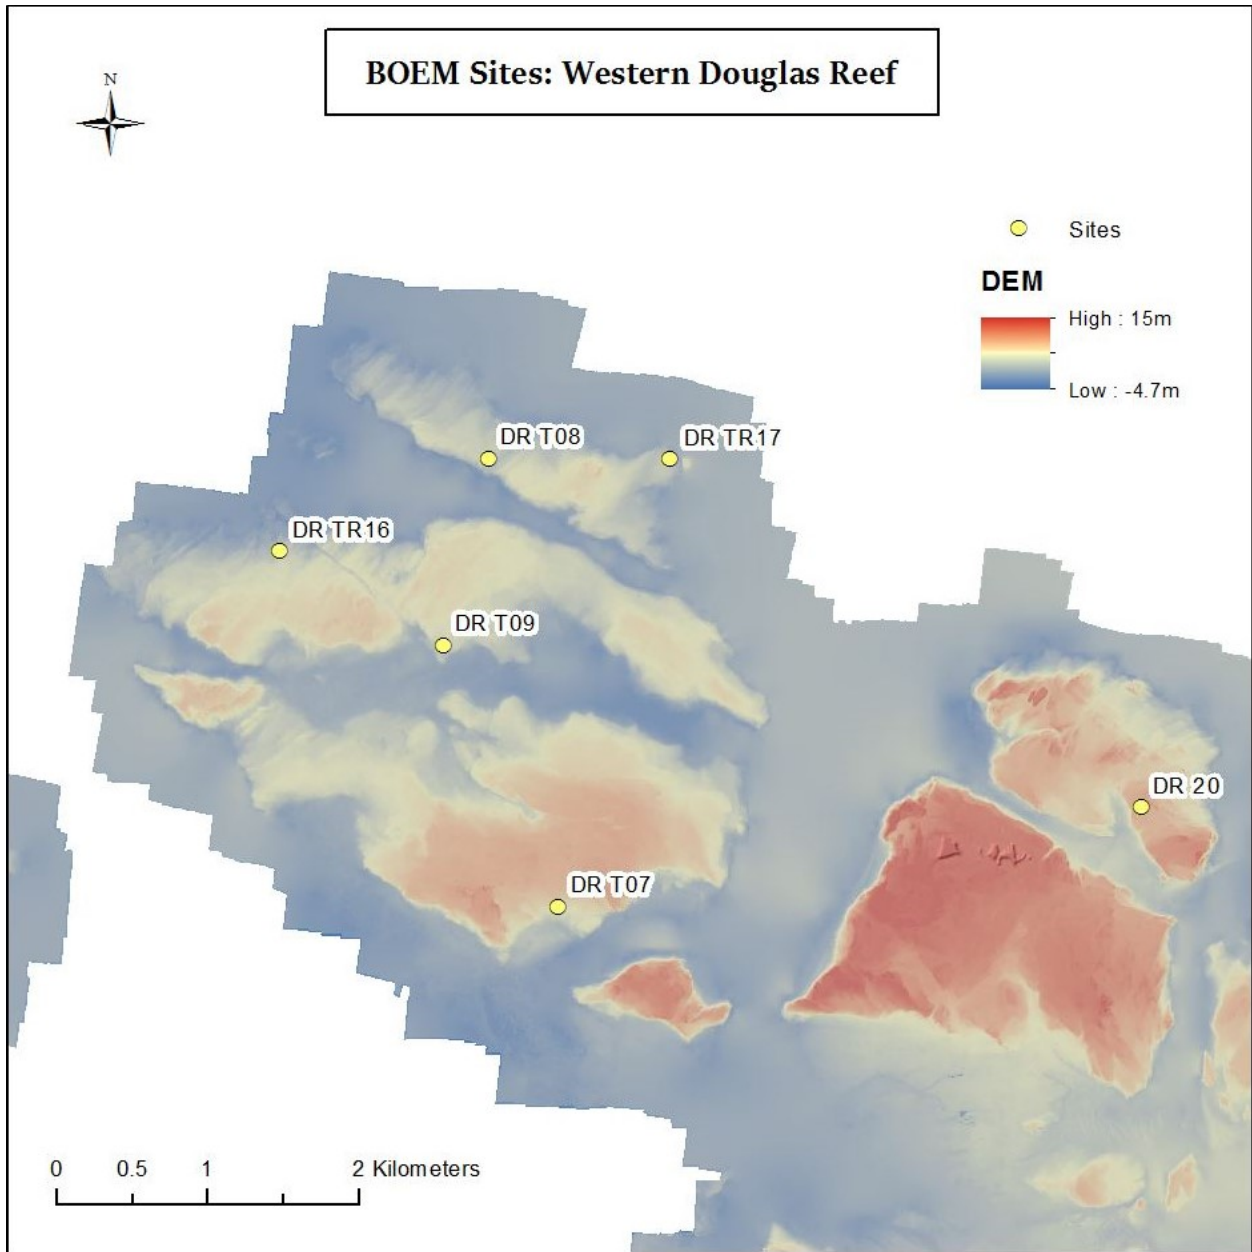 BOEM Sites: Western Douglas Reef
N
Sites
DEM
High : 15m
Low : -4.7m
DR T08
DR TR17
DR TR16
DR T09
DR 20
DR T07
0 0.5 1 2 Kilometers